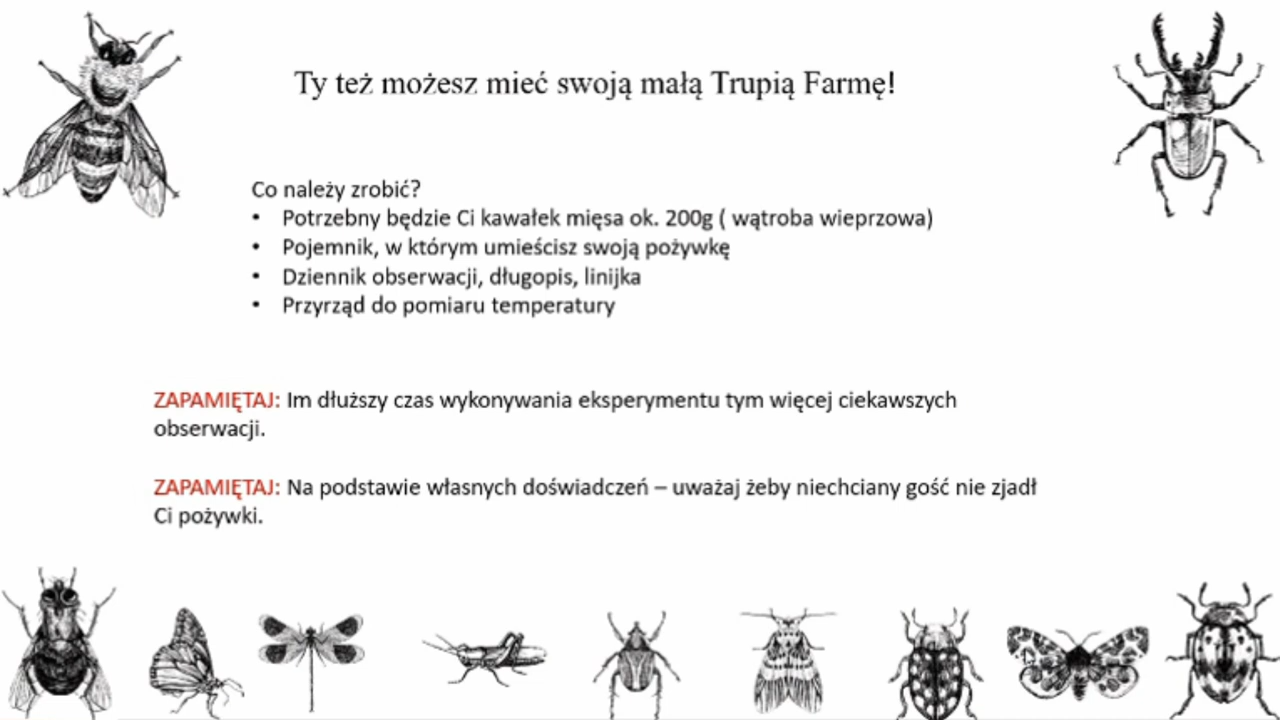 Ty też możesz mieć swoją małą Trupią Farmę!
Co należy zrobić?
• Potrzebny będzie Ci kawałek mięsa ok. 200g ( wątroba wieprzowa)
• Pojemnik, w którym umieścisz swoją pożywkę
• Dziennik obserwacji, długopis, linijka
• Przyrząd do pomiaru temperatury
ZAPAMIĘTAJ: Im dłuższy czas wykonywania eksperymentu tym więcej ciekawszych
obserwacji.
ZAPAMIĘTAJ: Na podstawie własnych doświadczeń – uważaj żeby niechciany gość nie zjadł
Ci pożywki.